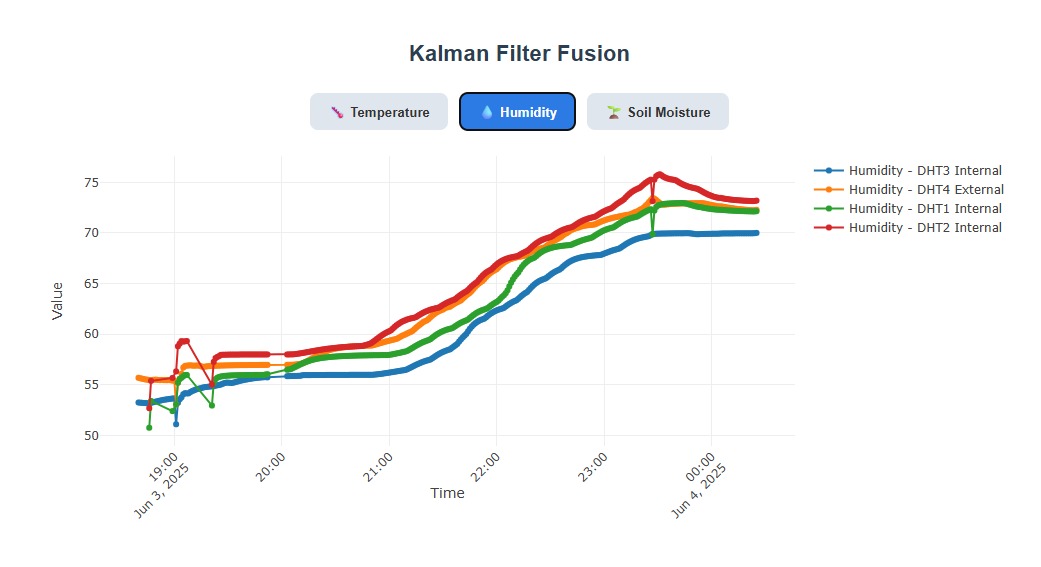 Kalman Filter Fusion
Temperature
Humidity
Soil Moisture
Humidity - DHT3 Internal
Humidity - DHT4 External
Humidity - DHT1 Internal
Humidity - DHT2 Internal
Value
75
70
65
60
55
50
19:00
Jun 3, 2025
20:00
21:00
22:00
23:00
00:00
Jun 4, 2025
Time